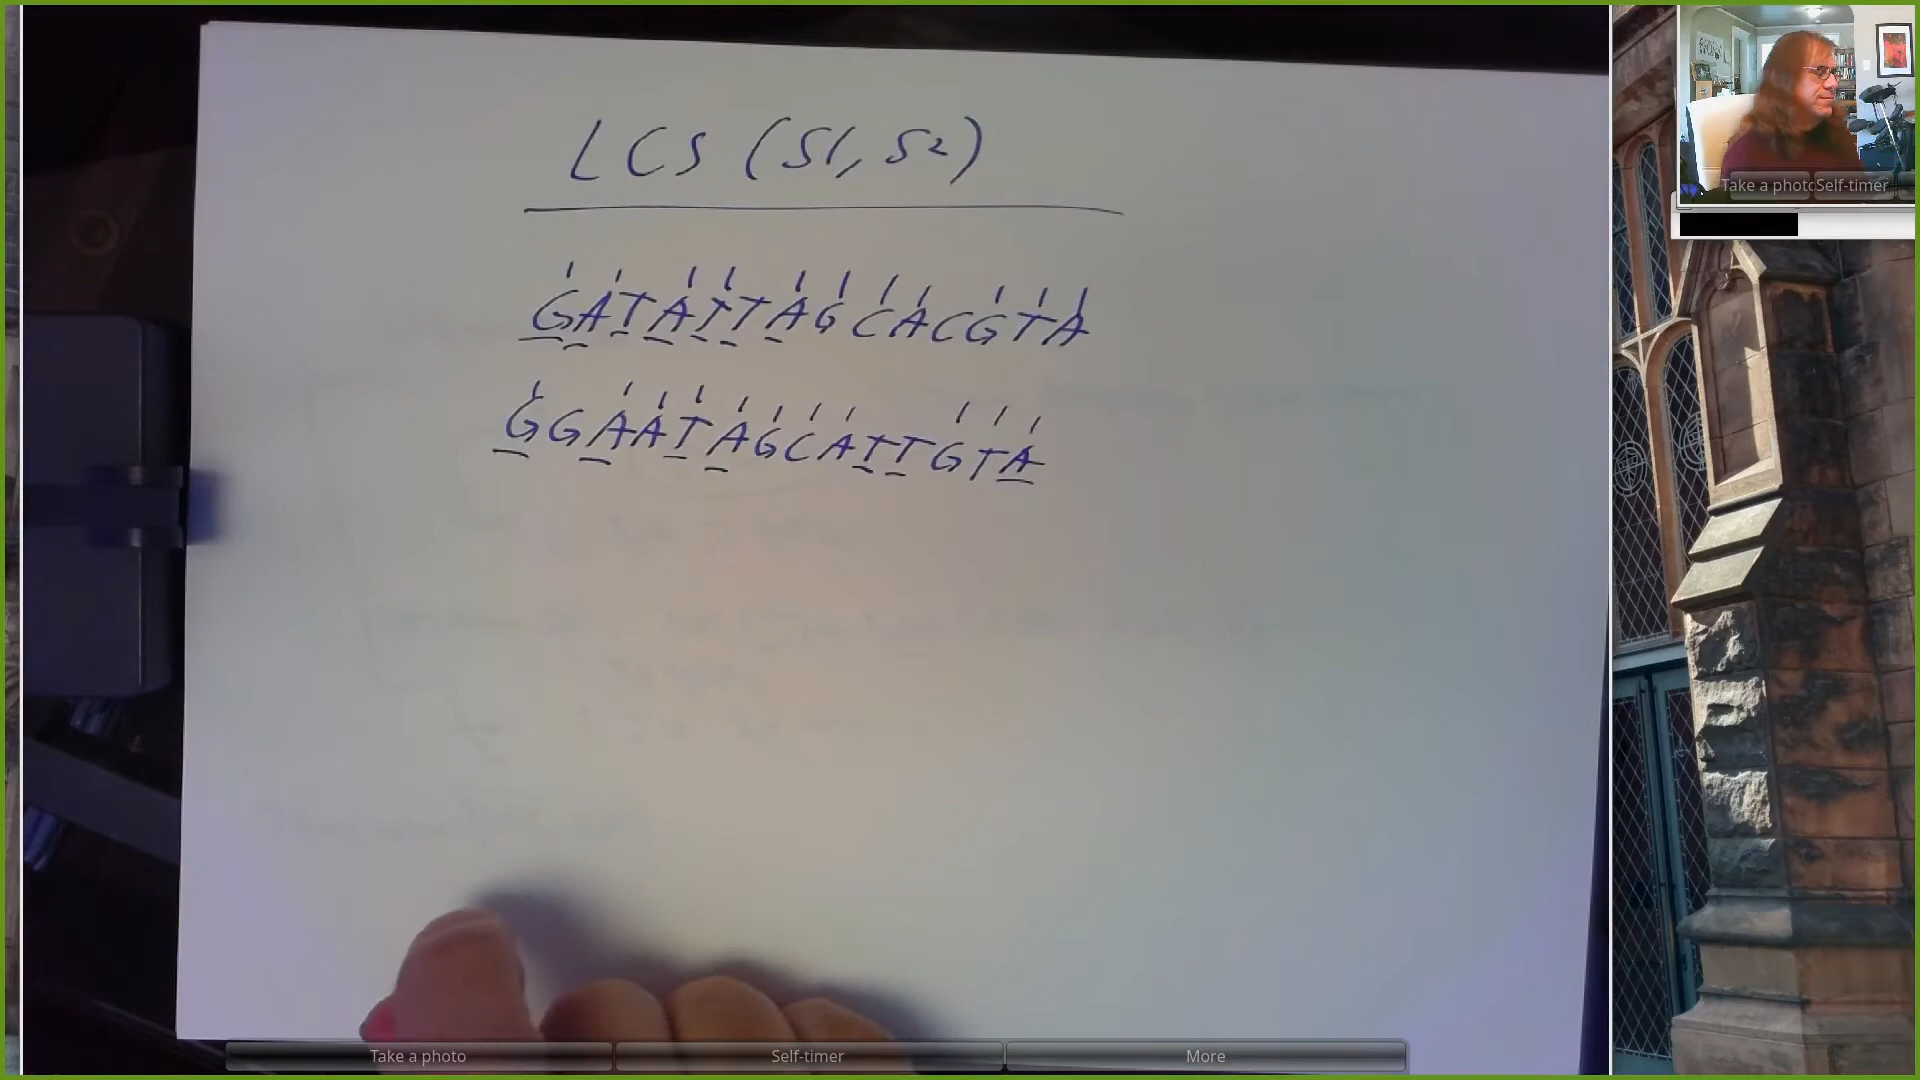 Take a photo Self-timer
LCS (S1, S2)
GATATTAGCACGTA
GGAATAGCATTGTA
Take a photo Self-timer More